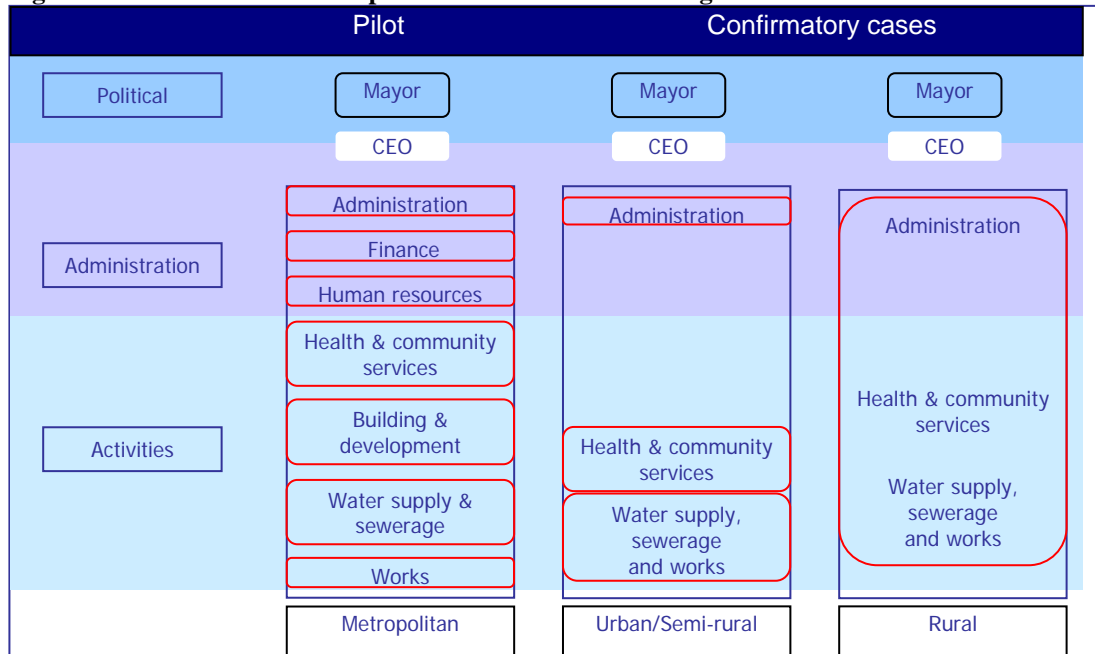 Pilot
Confirmatory cases
Political
Mayor
Mayor
Mayor
CEO
CEO
CEO
Administration
Administration
Administration
Finance
Administration
Human resources
Health & community
services
Building &
development
Activities
Health & community
services
Health & community
services
Water supply &
sewerage
Water supply,
sewerage
and works
Water supply,
sewerage
and works
Works
Metropolitan
Urban/Semi-rural
Rural